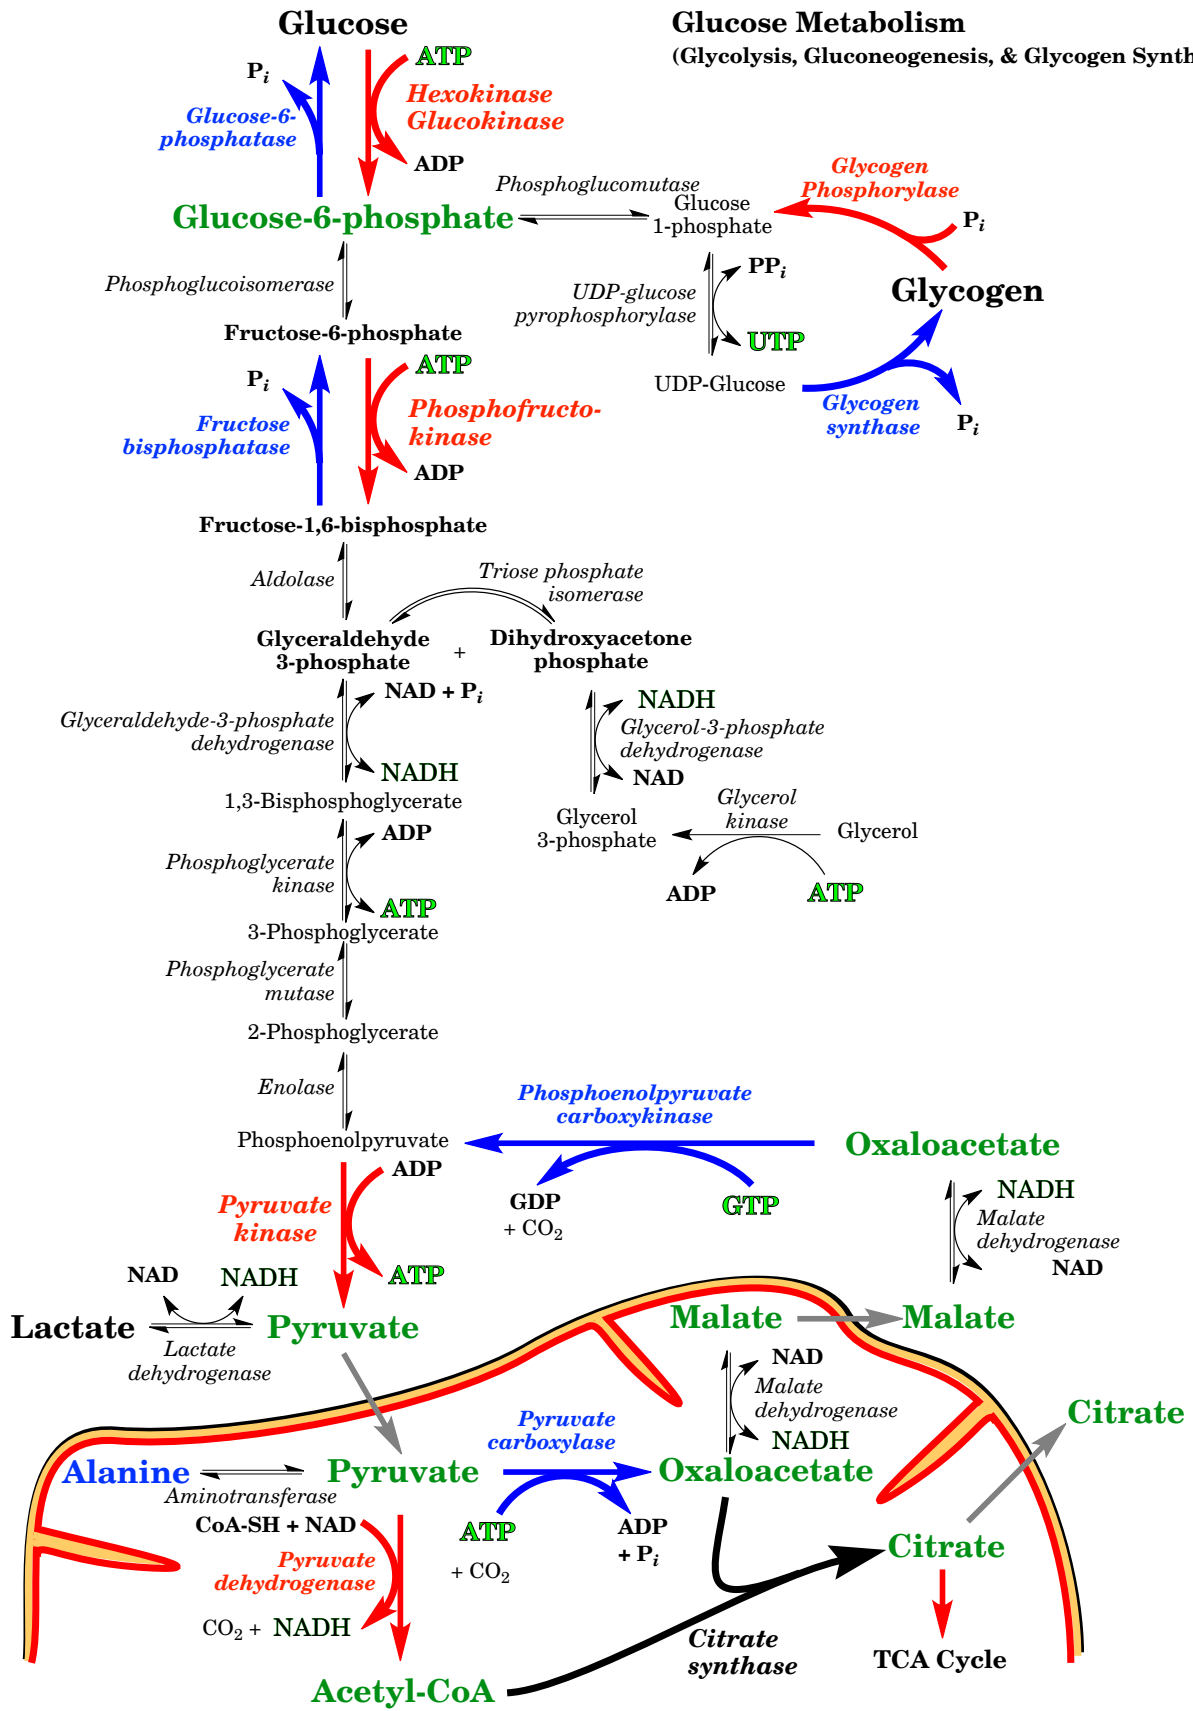 Glucose
Glucose Metabolism
(Glycolysis, Gluconeogenesis, & Glycogen Synth
P_i
ATP
Glucose-6-
phosphatase
Hexokinase
Glucokinase
ADP
Glucose-6-phosphate
Phosphoglucomutase
Glucose
1-phosphate
Glycogen
Phosphorylase
P_i
Glycogen
Phosphoglucoisomerase
UDP-glucose
pyrophosphorylase
PP_i
UTP
UDP-Glucose
Glycogen
synthase
P_i
Fructose-6-phosphate
P_i
ATP
Fructose
bisphosphatase
Phosphofructo-
kinase
ADP
Fructose-1,6-bisphosphate
Aldolase
Triose phosphate
isomerase
Glyceraldehyde
3-phosphate
+
Dihydroxyacetone
phosphate
NAD + P_i
Glyceraldehyde-3-phosphate
dehydrogenase
NADH
NADH
Glycerol-3-phosphate
dehydrogenase
NAD
1,3-Bisphosphoglycerate
Glycerol
3-phosphate
Glycerol
kinase
Glycerol
ADP
ATP
ADP
Phosphoglycerate
kinase
ATP
3-Phosphoglycerate
Phosphoglycerate
mutase
2-Phosphoglycerate
Enolase
Phosphoenolpyruvate
Phosphoenolpyruvate
carboxykinase
Oxaloacetate
GDP
+ CO₂
GTP
ADP
Pyruvate
kinase
ATP
NADH
Malate
dehydrogenase
NAD
NAD
NADH
Lactate
Lactate
dehydrogenase
Pyruvate
Malate
Malate
NAD
Malate
dehydrogenase
NADH
Citrate
Alanine
Aminotransferase
Pyruvate
Pyruvate
carboxylase
Oxaloacetate
ATP
+ CO₂
ADP
+ P_i
CoA-SH + NAD
Pyruvate
dehydrogenase
CO₂ + NADH
Citrate
Citrate
synthase
TCA Cycle
Acetyl-CoA